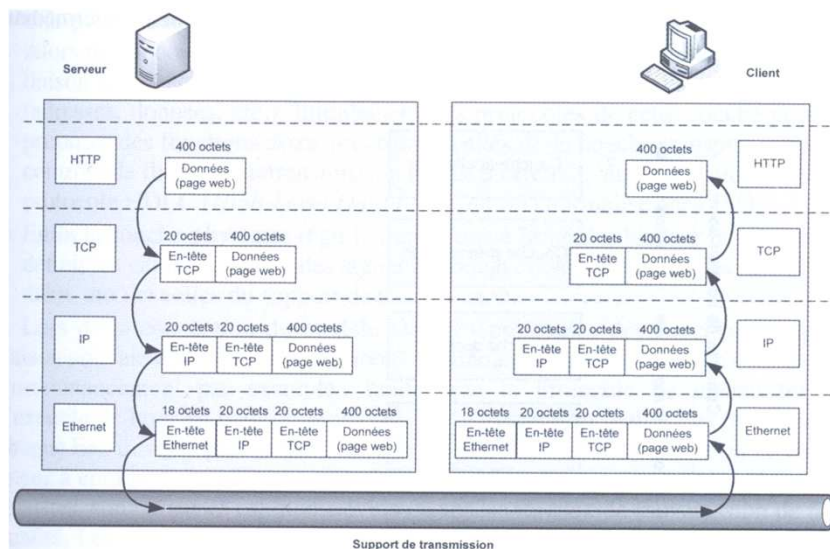 Serveur
Client
HTTP
400 octets
Données
(page web)
400 octets
Données
(page web)
HTTP
TCP
20 octets 400 octets
En-tête
TCP
Données
(page web)
20 octets 400 octets
En-tête
TCP
Données
(page web)
TCP
IP
20 octets 20 octets 400 octets
En-tête
IP
En-tête
TCP
Données
(page web)
20 octets 20 octets 400 octets
En-tête
IP
En-tête
TCP
Données
(page web)
IP
Ethernet
18 octets 20 octets 20 octets 400 octets
En-tête
Ethernet
En-tête
IP
En-tête
TCP
Données
(page web)
18 octets 20 octets 20 octets 400 octets
En-tête
Ethernet
En-tête
IP
En-tête
TCP
Données
(page web)
Ethernet
Support de transmission